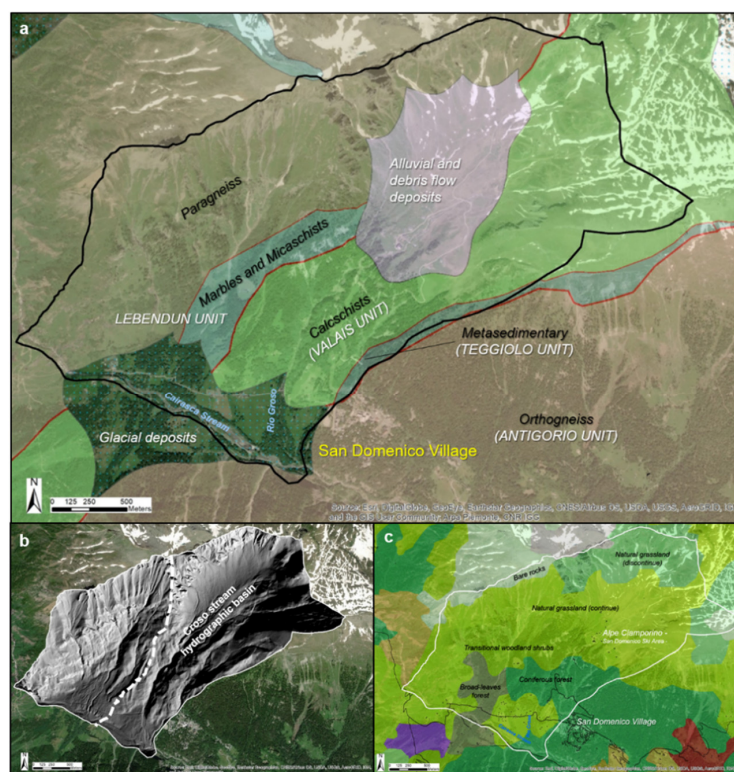 a
Alluvial and
debris flow
deposits
Paragneiss
Marbles and Micaschists
LEBENDUN UNIT
Calcschists
(VALAIS UNIT)
Metasedimentary
(TEGGIOLO UNIT)
Cairasca Stream
Rio Groso
Glacial deposits
Orthogneiss
(ANTIGORIO UNIT)
San Domenico Village
N
0 125 250 500
Meters
b
Groso stream
hydrographic basin
N
c
Natural grassland
(discontinue)
Bare rocks
Natural grassland (continue)
Alpe Ciamporino -
San Domenico Ski Area
Transitional woodland shrubs
Coniferous forest
Broad-leaves
forest
San Domenico Village
N